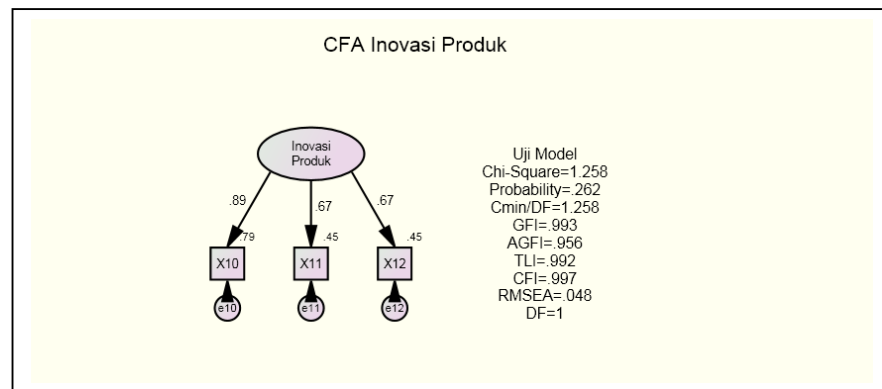 CFA Inovasi Produk
Inovasi
Produk
.89
.67
.67
.79
.45
.45
X10
X11
X12
e10
e11
e12
Uji Model
Chi-Square=1.258
Probability=.262
Cmin/DF=1.258
GFI=.993
AGFI=.956
TLI=.992
CFI=.997
RMSEA=.048
DF=1